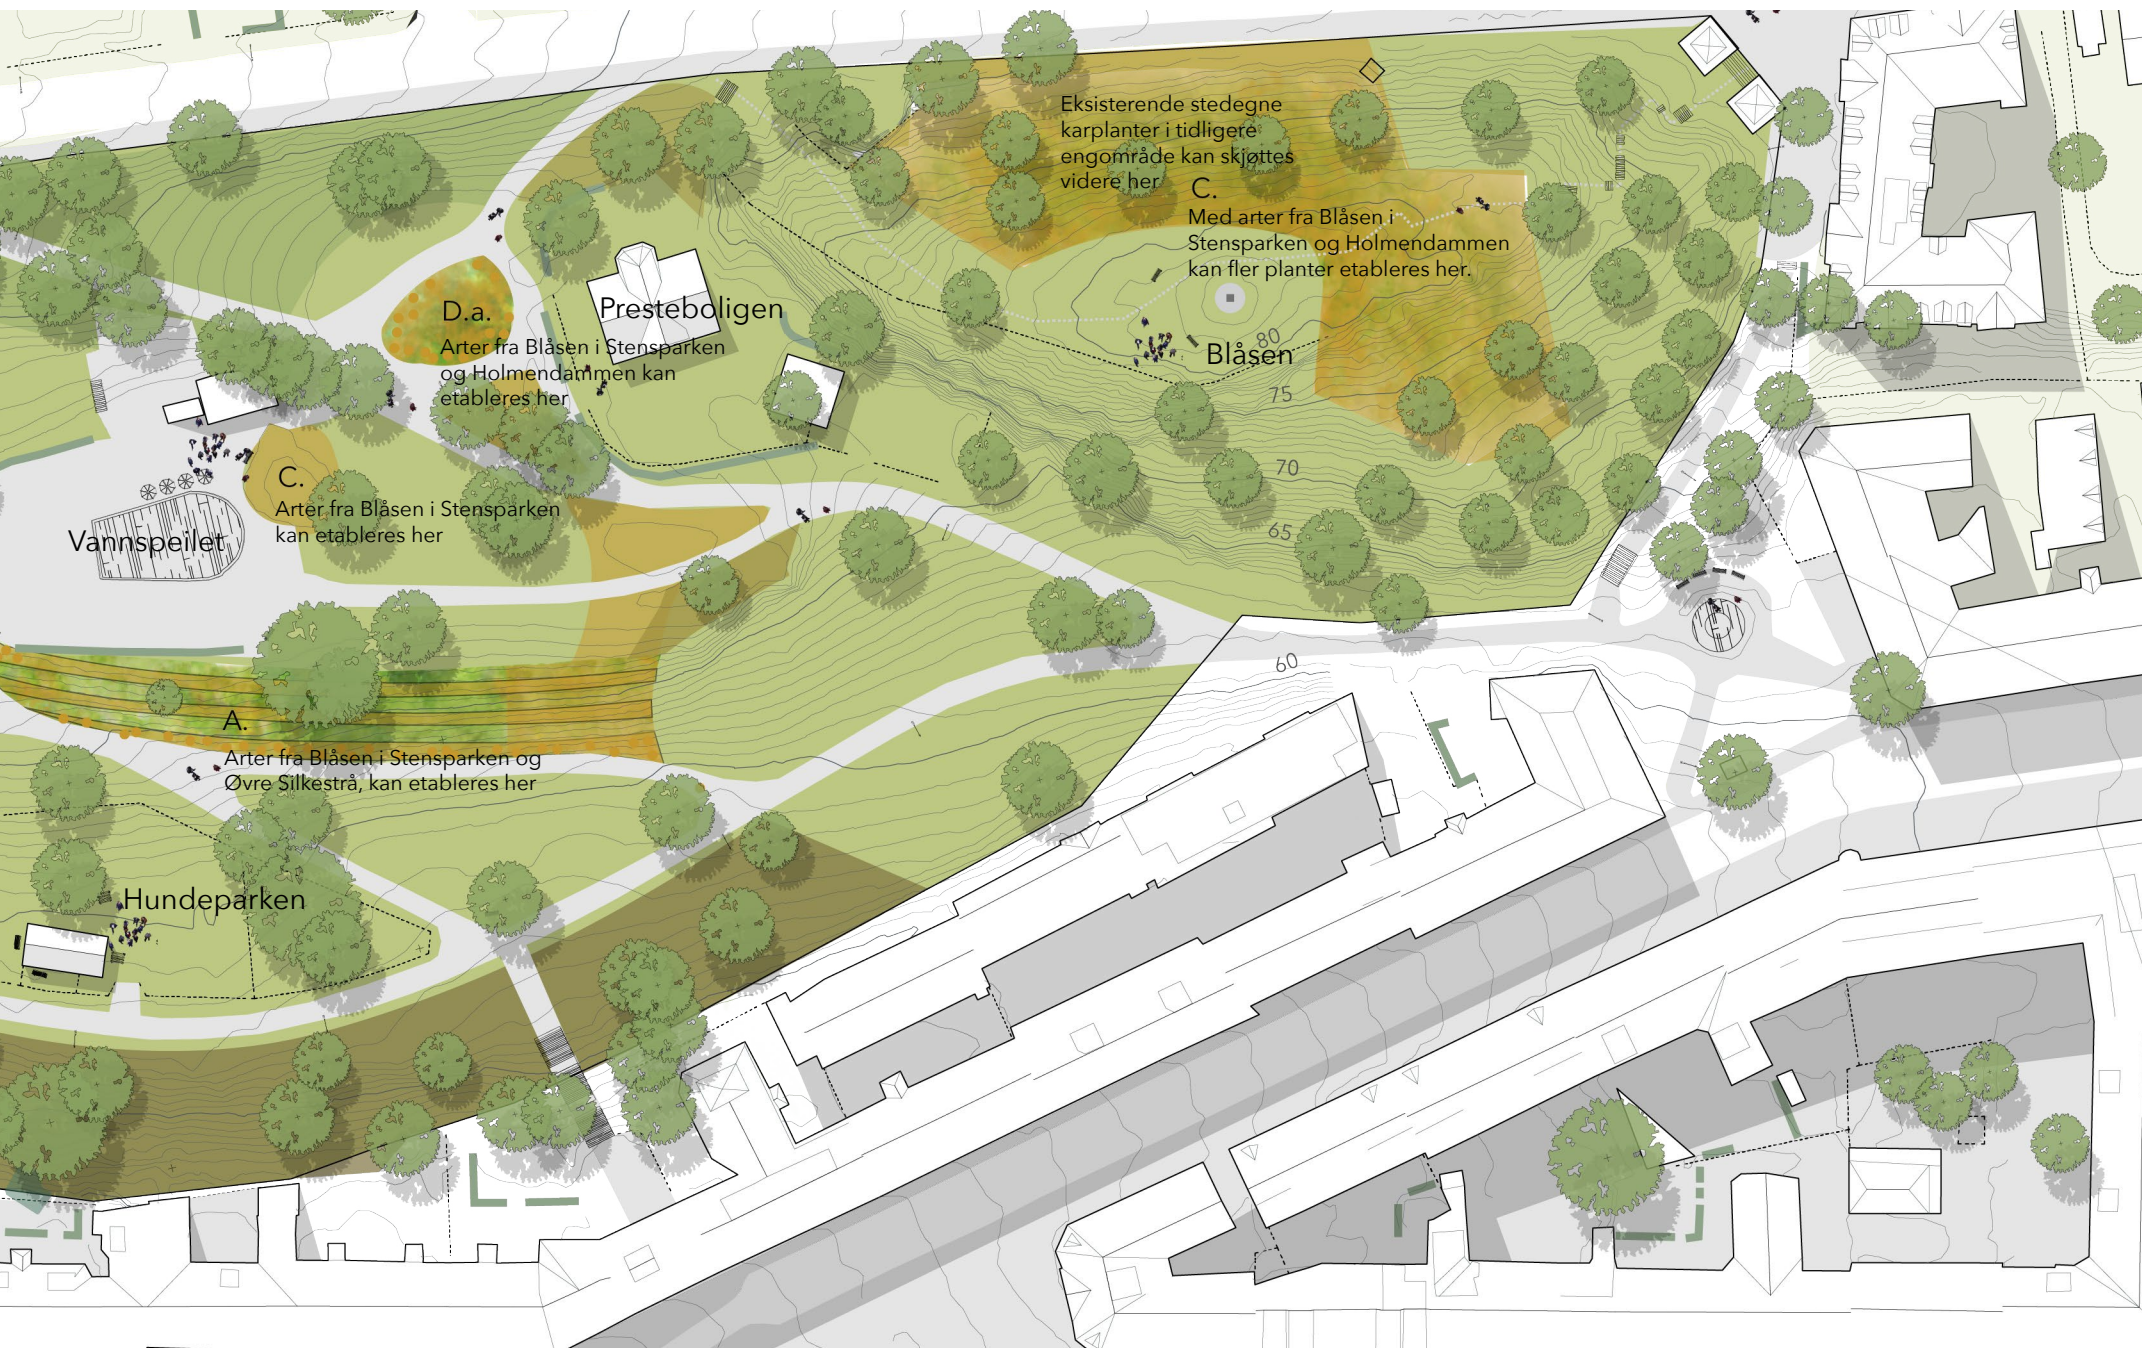 Eksisterende stedegne
karplanter i tidligere
engområde kan skjøttes
videre her
C.
Med arter fra Blåsen i
Stensparken og Holmendammen
kan fler planter etableres her.
D.a.
Presteboligen
Arter fra Blåsen i Stensparken
og Holmendammen kan
etableres her
80
Blåsen
75
70
65
60
C.
Arter fra Blåsen i Stensparken
kan etableres her
Vannspeilet
A.
Arter fra Blåsen i Stensparken og
Øvre Silkestrå, kan etableres her
Hundeparken